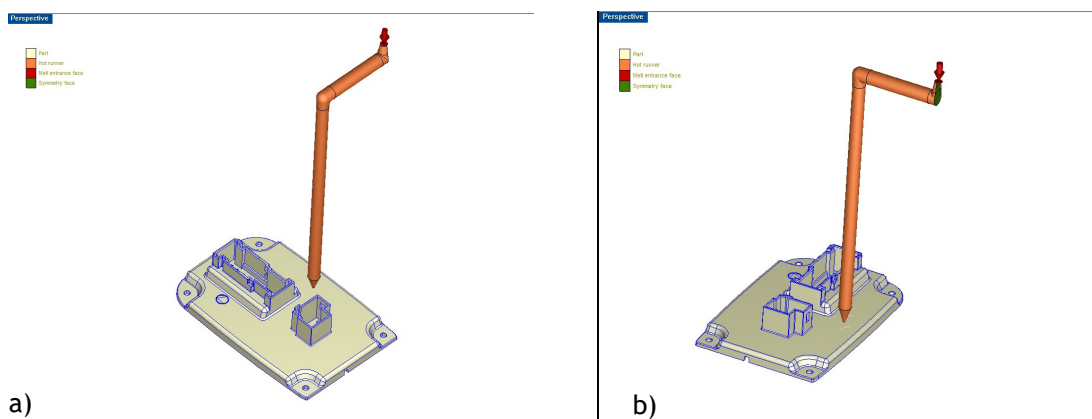 Perspective
Part
Hot runner
Melt entrance face
Symmetry face
a)
Perspective
Part
Hot runner
Melt entrance face
Symmetry face
b)